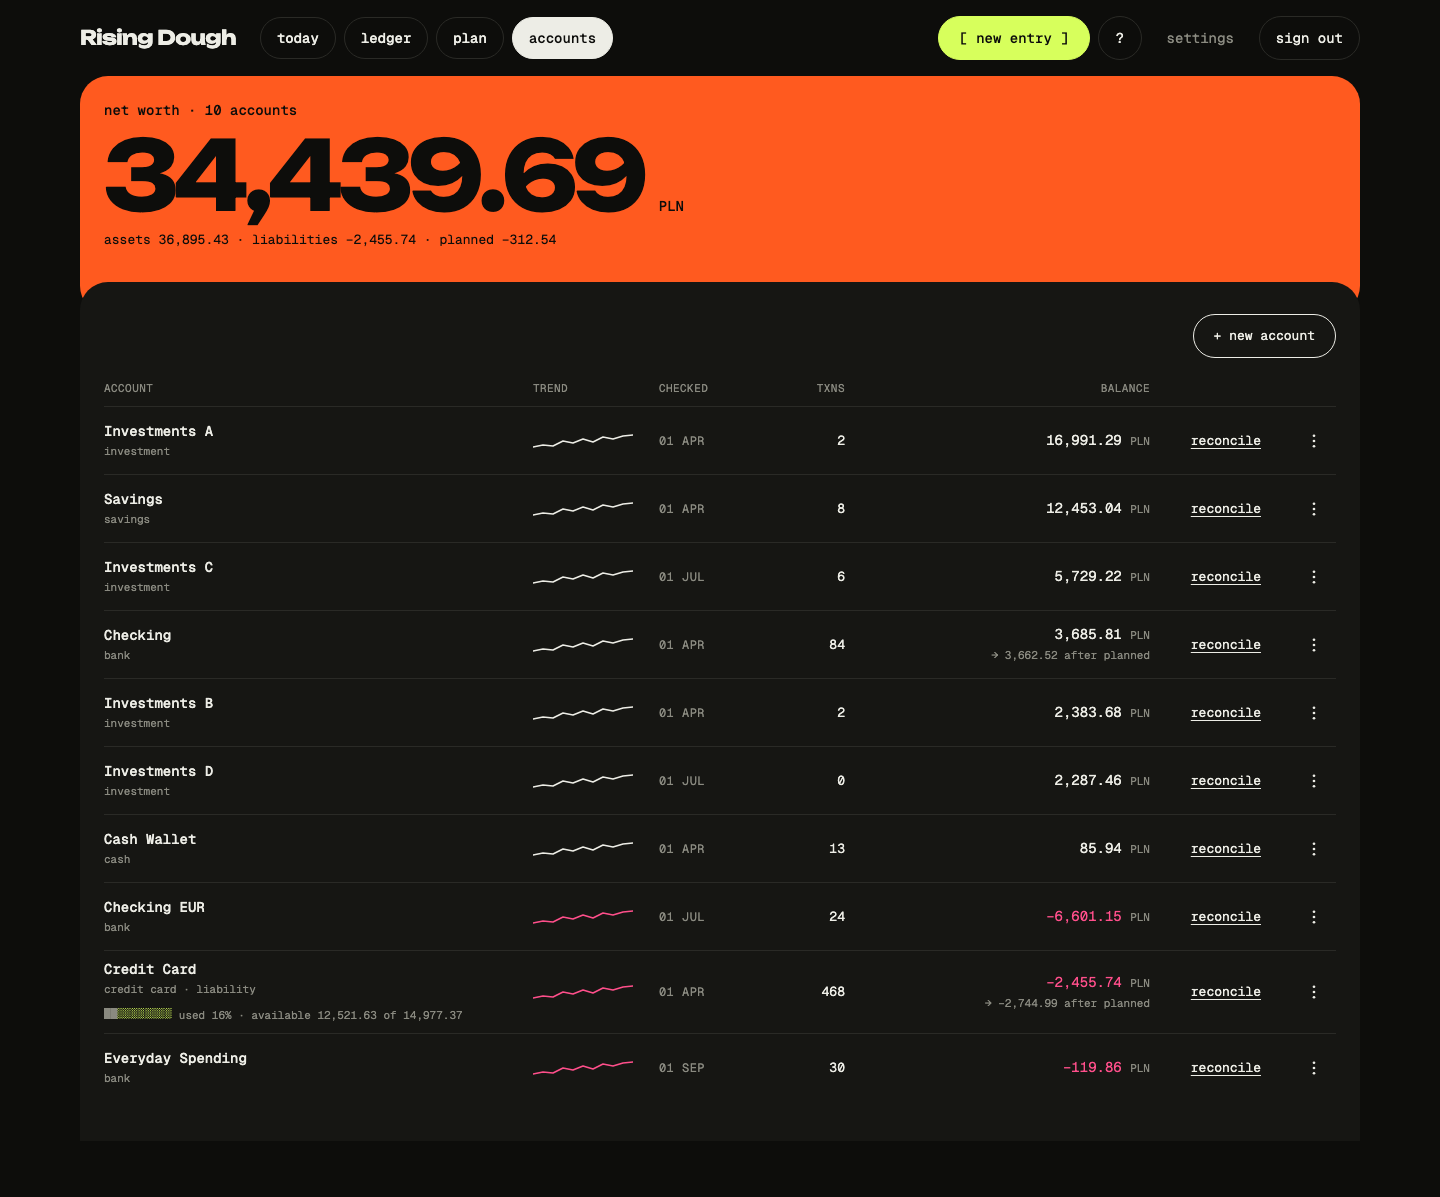 Rising Dough today ledger plan accounts [ new entry ] ? settings sign out
net worth · 10 accounts
34,439.69 PLN
assets 36,895.43 · liabilities −2,455.74 · planned −312.54
+ new account
ACCOUNT TREND CHECKED TXNS BALANCE
Investments A
investment
01 APR 2 16,991.29 PLN reconcile
Savings
savings
01 APR 8 12,453.04 PLN reconcile
Investments C
investment
01 JUL 6 5,729.22 PLN reconcile
Checking
bank
01 APR 84 3,685.81 PLN reconcile
→ 3,662.52 after planned
Investments B
investment
01 APR 2 2,383.68 PLN reconcile
Investments D
investment
01 JUL 0 2,287.46 PLN reconcile
Cash Wallet
cash
01 APR 13 85.94 PLN reconcile
Checking EUR
bank
01 JUL 24 −6,601.15 PLN reconcile
Credit Card
credit card · liability
used 16% · available 12,521.63 of 14,977.37
01 APR 468 −2,455.74 PLN reconcile
→ −2,744.99 after planned
Everyday Spending
bank
01 SEP 30 −119.86 PLN reconcile